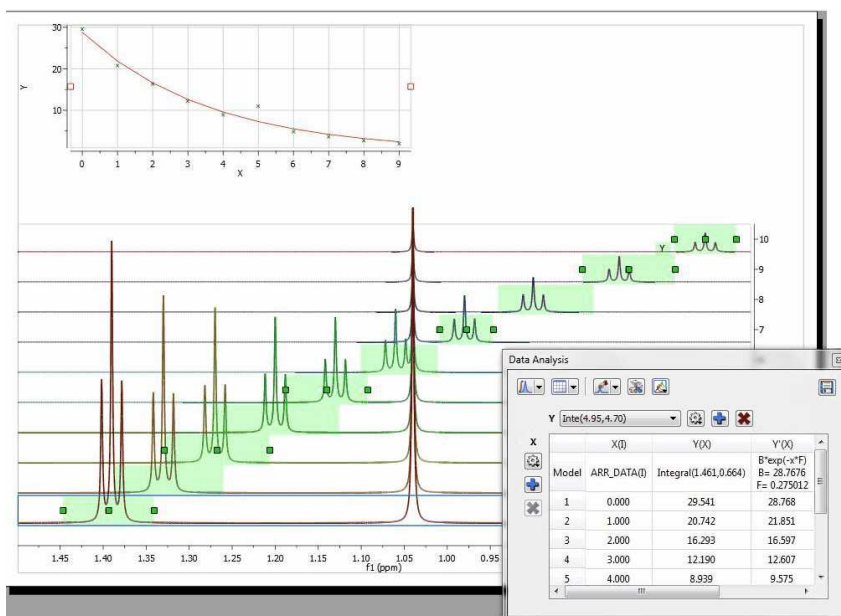 30
20
10
Y
0 1 2 3 4 5 6 7 8 9
X
Y
10
9
8
7
1.45 1.40 1.35 1.30 1.25 1.20 1.15 1.10 1.05 1.00 0.95
f1 (ppm)
Data Analysis
Y Inte(4.95,4.70)
X
X(I) Y(X) Y'(X)
Model ARR_DATA(I) Integral(1.461,0.664) B*exp(-x*F)
B= 28.7676
F= 0.275012
1 0.000 29.541 28.768
2 1.000 20.742 21.851
3 2.000 16.293 16.597
4 3.000 12.190 12.607
5 4.000 8.939 9.575